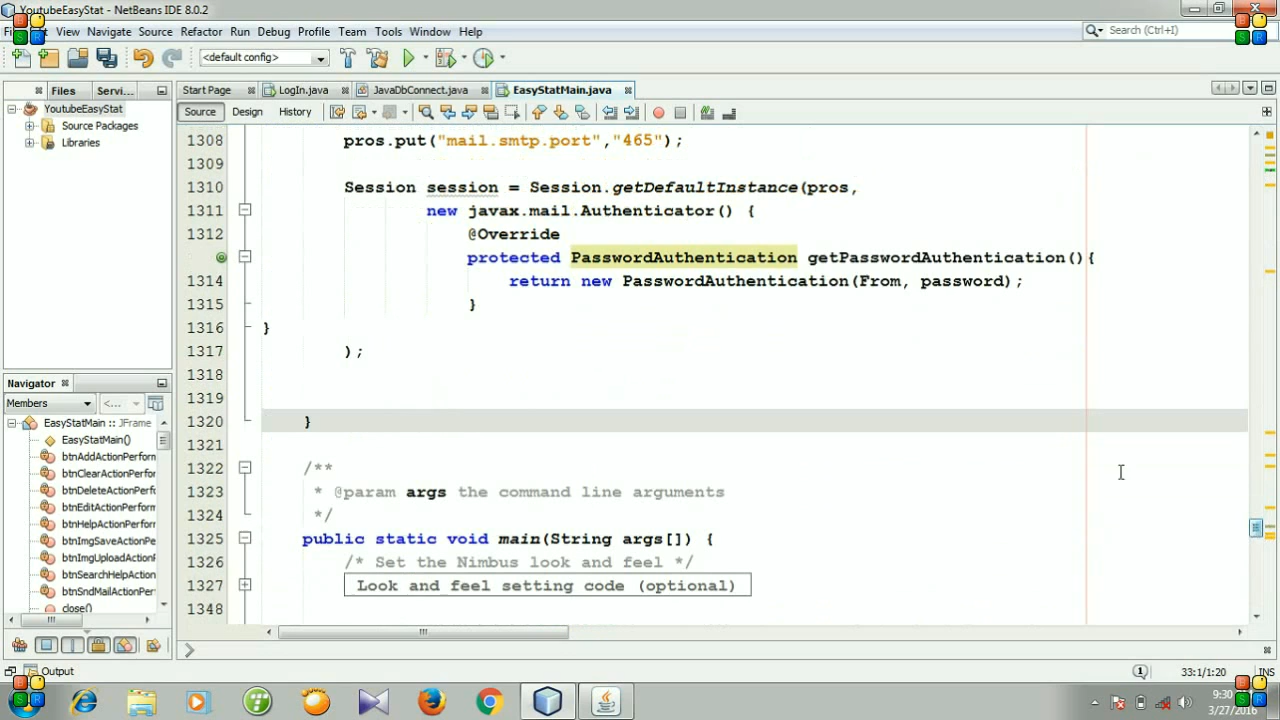 YoutubeEasyStat - NetBeans IDE 8.0.2
View Navigate Source Refactor Run Debug Profile Team Tools Window Help
Search (Ctrl+I)
<default config>
Files Servi...
Start Page LogIn.java JavaDbConnect.java EasyStatMain.java
YoutubeEasyStat
Source Packages
Libraries
Source Design History
1308 pros.put("mail.smtp.port","465");
1309
1310 Session session = Session.getDefaultInstance(pros,
1311 new javax.mail.Authenticator() {
1312 @Override
protected PasswordAuthentication getPasswordAuthentication(){
1314 return new PasswordAuthentication(From, password);
1315 }
1316 }
1317 );
1318
1319
1320 }
1321
1322 /**
1323 * @param args the command line arguments
1324 */
1325 public static void main(String args[]) {
1326 /* Set the Nimbus look and feel */
1327 Look and feel setting code (optional)
1348
Navigator
Members <...
EasyStatMain :: JFrame
EasyStatMain()
btnAddActionPerform
btnClearActionPerfor
btnDeleteActionPerfo
btnEditActionPerform
btnHelpActionPerfor
btnImgSaveActionPer
btnImgUploadAction
btnSearchHelpAction
btnSndMailActionPer
close()
Output
1 33:1/1:20 INS
9:30
3/27/2016